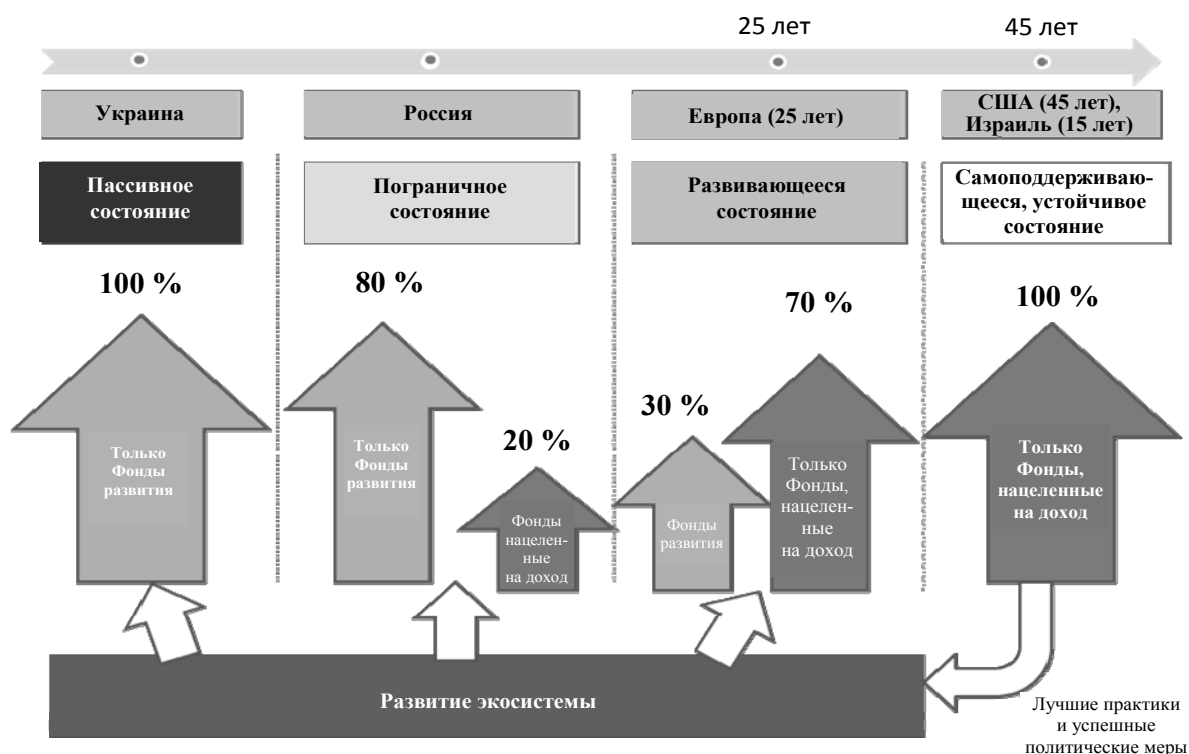 25 лет
45 лет
Украина
Россия
Европа (25 лет)
США (45 лет),
Израиль (15 лет)
Пассивное
состояние
Пограничное
состояние
Развивающееся
состояние
Самоподдерживаю-
щееся, устойчивое
состояние
100 %
Только
Фонды
развития
80 %
Только
Фонды
развития
20 %
Фонды
нацелен-
ные
на доход
30 %
Фонды
развития
70 %
Только
Фонды,
нацелен-
ные
на доход
100 %
Только
Фонды,
нацеленные
на доход
Развитие экосистемы
Лучшие практики
и успешные
политические меры